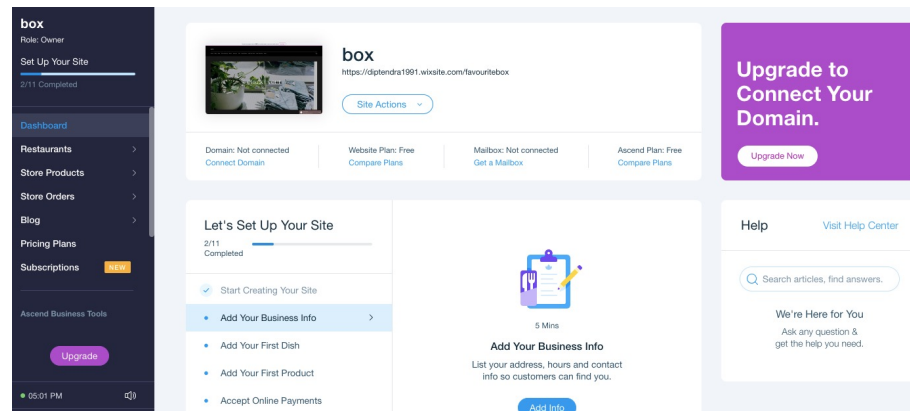 box
Role: Owner
Set Up Your Site
2/11 Completed
Dashboard
Restaurants
Store Products
Store Orders
Blog
Pricing Plans
Subscriptions NEW
Ascend Business Tools
Upgrade
05:01 PM
box
https://diptendra1991.wixsite.com/favouritebox
Site Actions
Domain: Not connected
Connect Domain
Website Plan: Free
Compare Plans
Mailbox: Not connected
Get a Mailbox
Ascend Plan: Free
Compare Plans
Upgrade to
Connect Your
Domain.
Upgrade Now
Let's Set Up Your Site
2/11
Completed
Start Creating Your Site
Add Your Business Info
Add Your First Dish
Add Your First Product
Accept Online Payments
5 Mins
Add Your Business Info
List your address, hours and contact
info so customers can find you.
Add Info
Help
Visit Help Center
Search articles, find answers.
We're Here for You
Ask any question &
get the help you need.